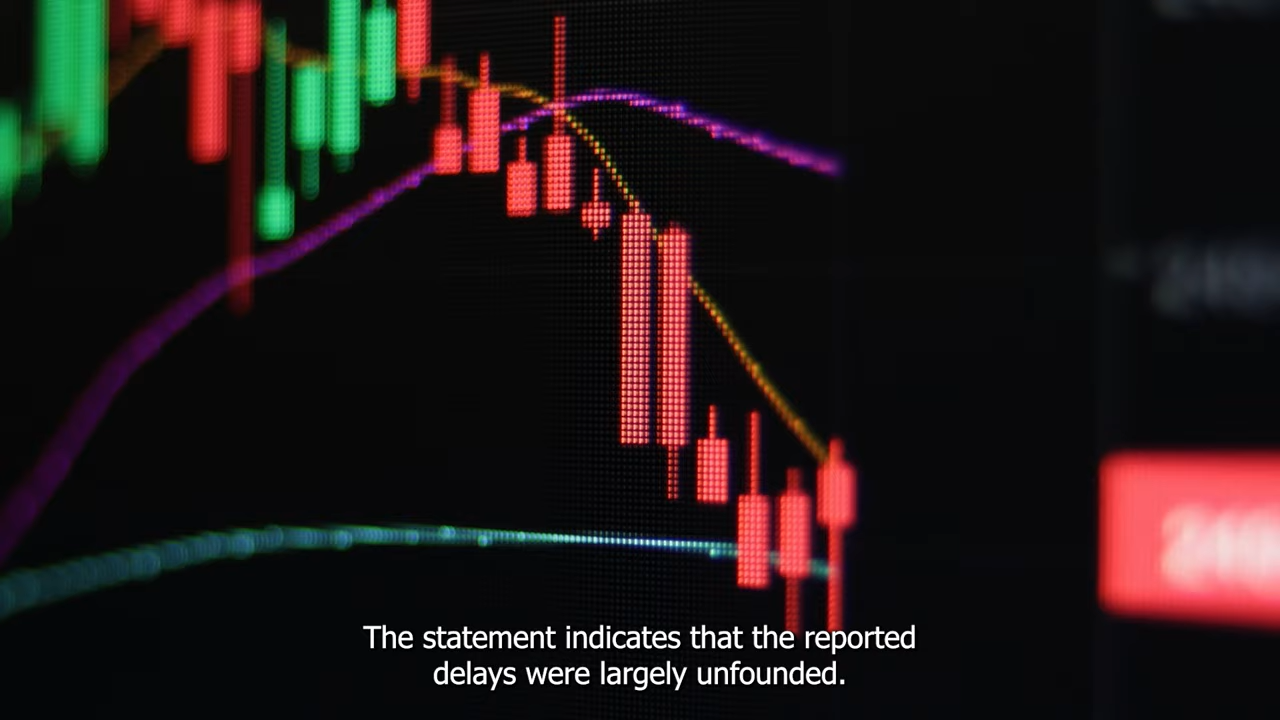 The statement indicates that the reported
delays were largely unfounded.